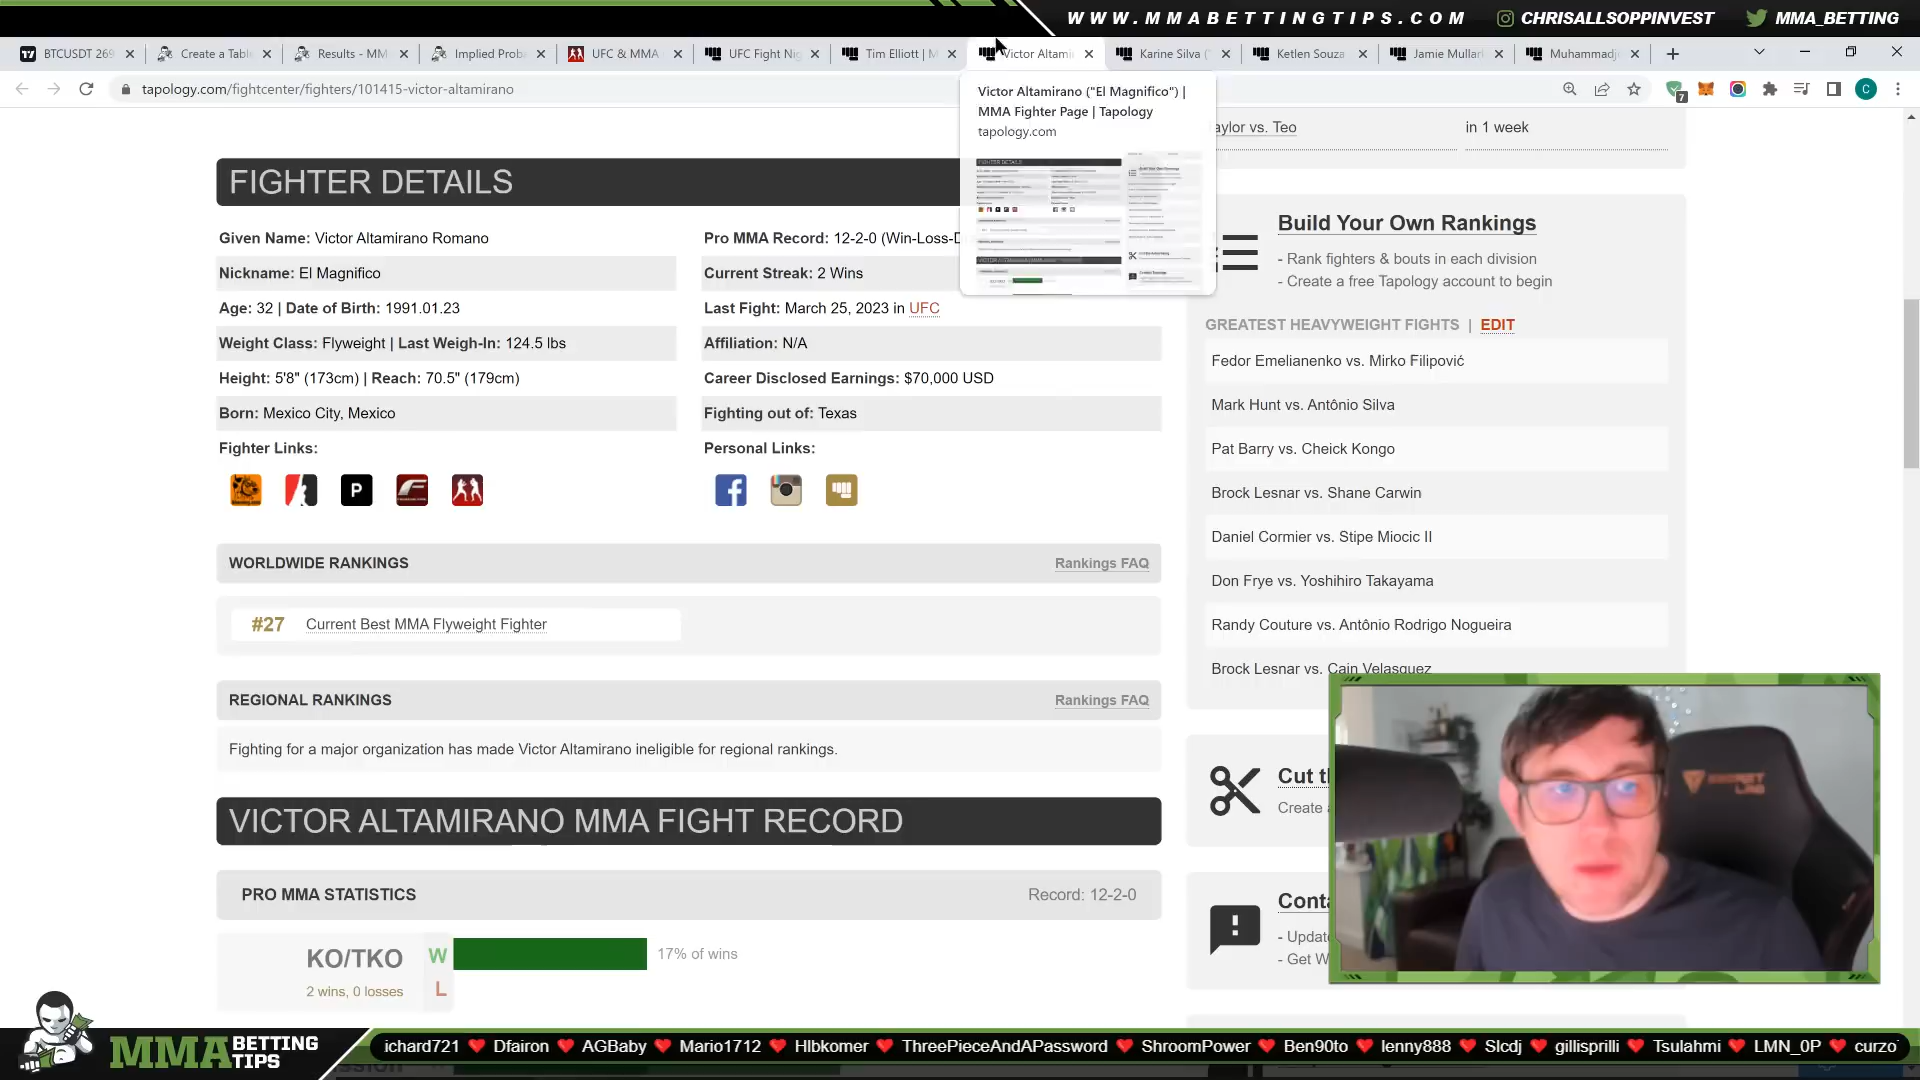 WWW.MMABETTINGTIPS.COM
CHRISALLSOPPINVEST
MMA_BETTING
BTCUSDT 269
Create a Tabl
Results - MM
Implied Proba
UFC & MMA
UFC Fight Nig
Tim Elliott | M
Victor Altami
Karine Silva ("
Ketlen Souza
Jamie Mullar
Muhammadj
tapology.com/fightcenter/fighters/101415-victor-altamirano
7
C
Victor Altamirano ("El Magnifico") |
MMA Fighter Page | Tapology
tapology.com
aylor vs. Teo
in 1 week
FIGHTER DETAILS
Given Name: Victor Altamirano Romano
Pro MMA Record: 12-2-0 (Win-Loss-D
Nickname: El Magnifico
Current Streak: 2 Wins
Age: 32 | Date of Birth: 1991.01.23
Last Fight: March 25, 2023 in UFC
Weight Class: Flyweight | Last Weigh-In: 124.5 lbs
Affiliation: N/A
Height: 5'8" (173cm) | Reach: 70.5" (179cm)
Career Disclosed Earnings: $70,000 USD
Born: Mexico City, Mexico
Fighting out of: Texas
Fighter Links:
Personal Links:
P
WORLDWIDE RANKINGS
Rankings FAQ
#27
Current Best MMA Flyweight Fighter
REGIONAL RANKINGS
Rankings FAQ
Fighting for a major organization has made Victor Altamirano ineligible for regional rankings.
VICTOR ALTAMIRANO MMA FIGHT RECORD
PRO MMA STATISTICS
Record: 12-2-0
KO/TKO
W
17% of wins
2 wins, 0 losses
L
Build Your Own Rankings
- Rank fighters & bouts in each division
- Create a free Tapology account to begin
GREATEST HEAVYWEIGHT FIGHTS | EDIT
Fedor Emelianenko vs. Mirko Filipović
Mark Hunt vs. Antônio Silva
Pat Barry vs. Cheick Kongo
Brock Lesnar vs. Shane Carwin
Daniel Cormier vs. Stipe Miocic II
Don Frye vs. Yoshihiro Takayama
Randy Couture vs. Antônio Rodrigo Nogueira
Brock Lesnar vs. Cain Velasquez
Cut th
Create a
Conta
- Updat
- Get W
MMA BETTING TIPS
ichard721 ❤ Dfairon ❤ AGBaby ❤ Mario1712 ❤ Hlbkomer ❤ ThreePieceAndAPassword ❤ ShroomPower ❤ Ben90to ❤ lenny888 ❤ Slcdj ❤ gillisprilli ❤ Tsulahmi ❤ LMN_0P ❤ curzo